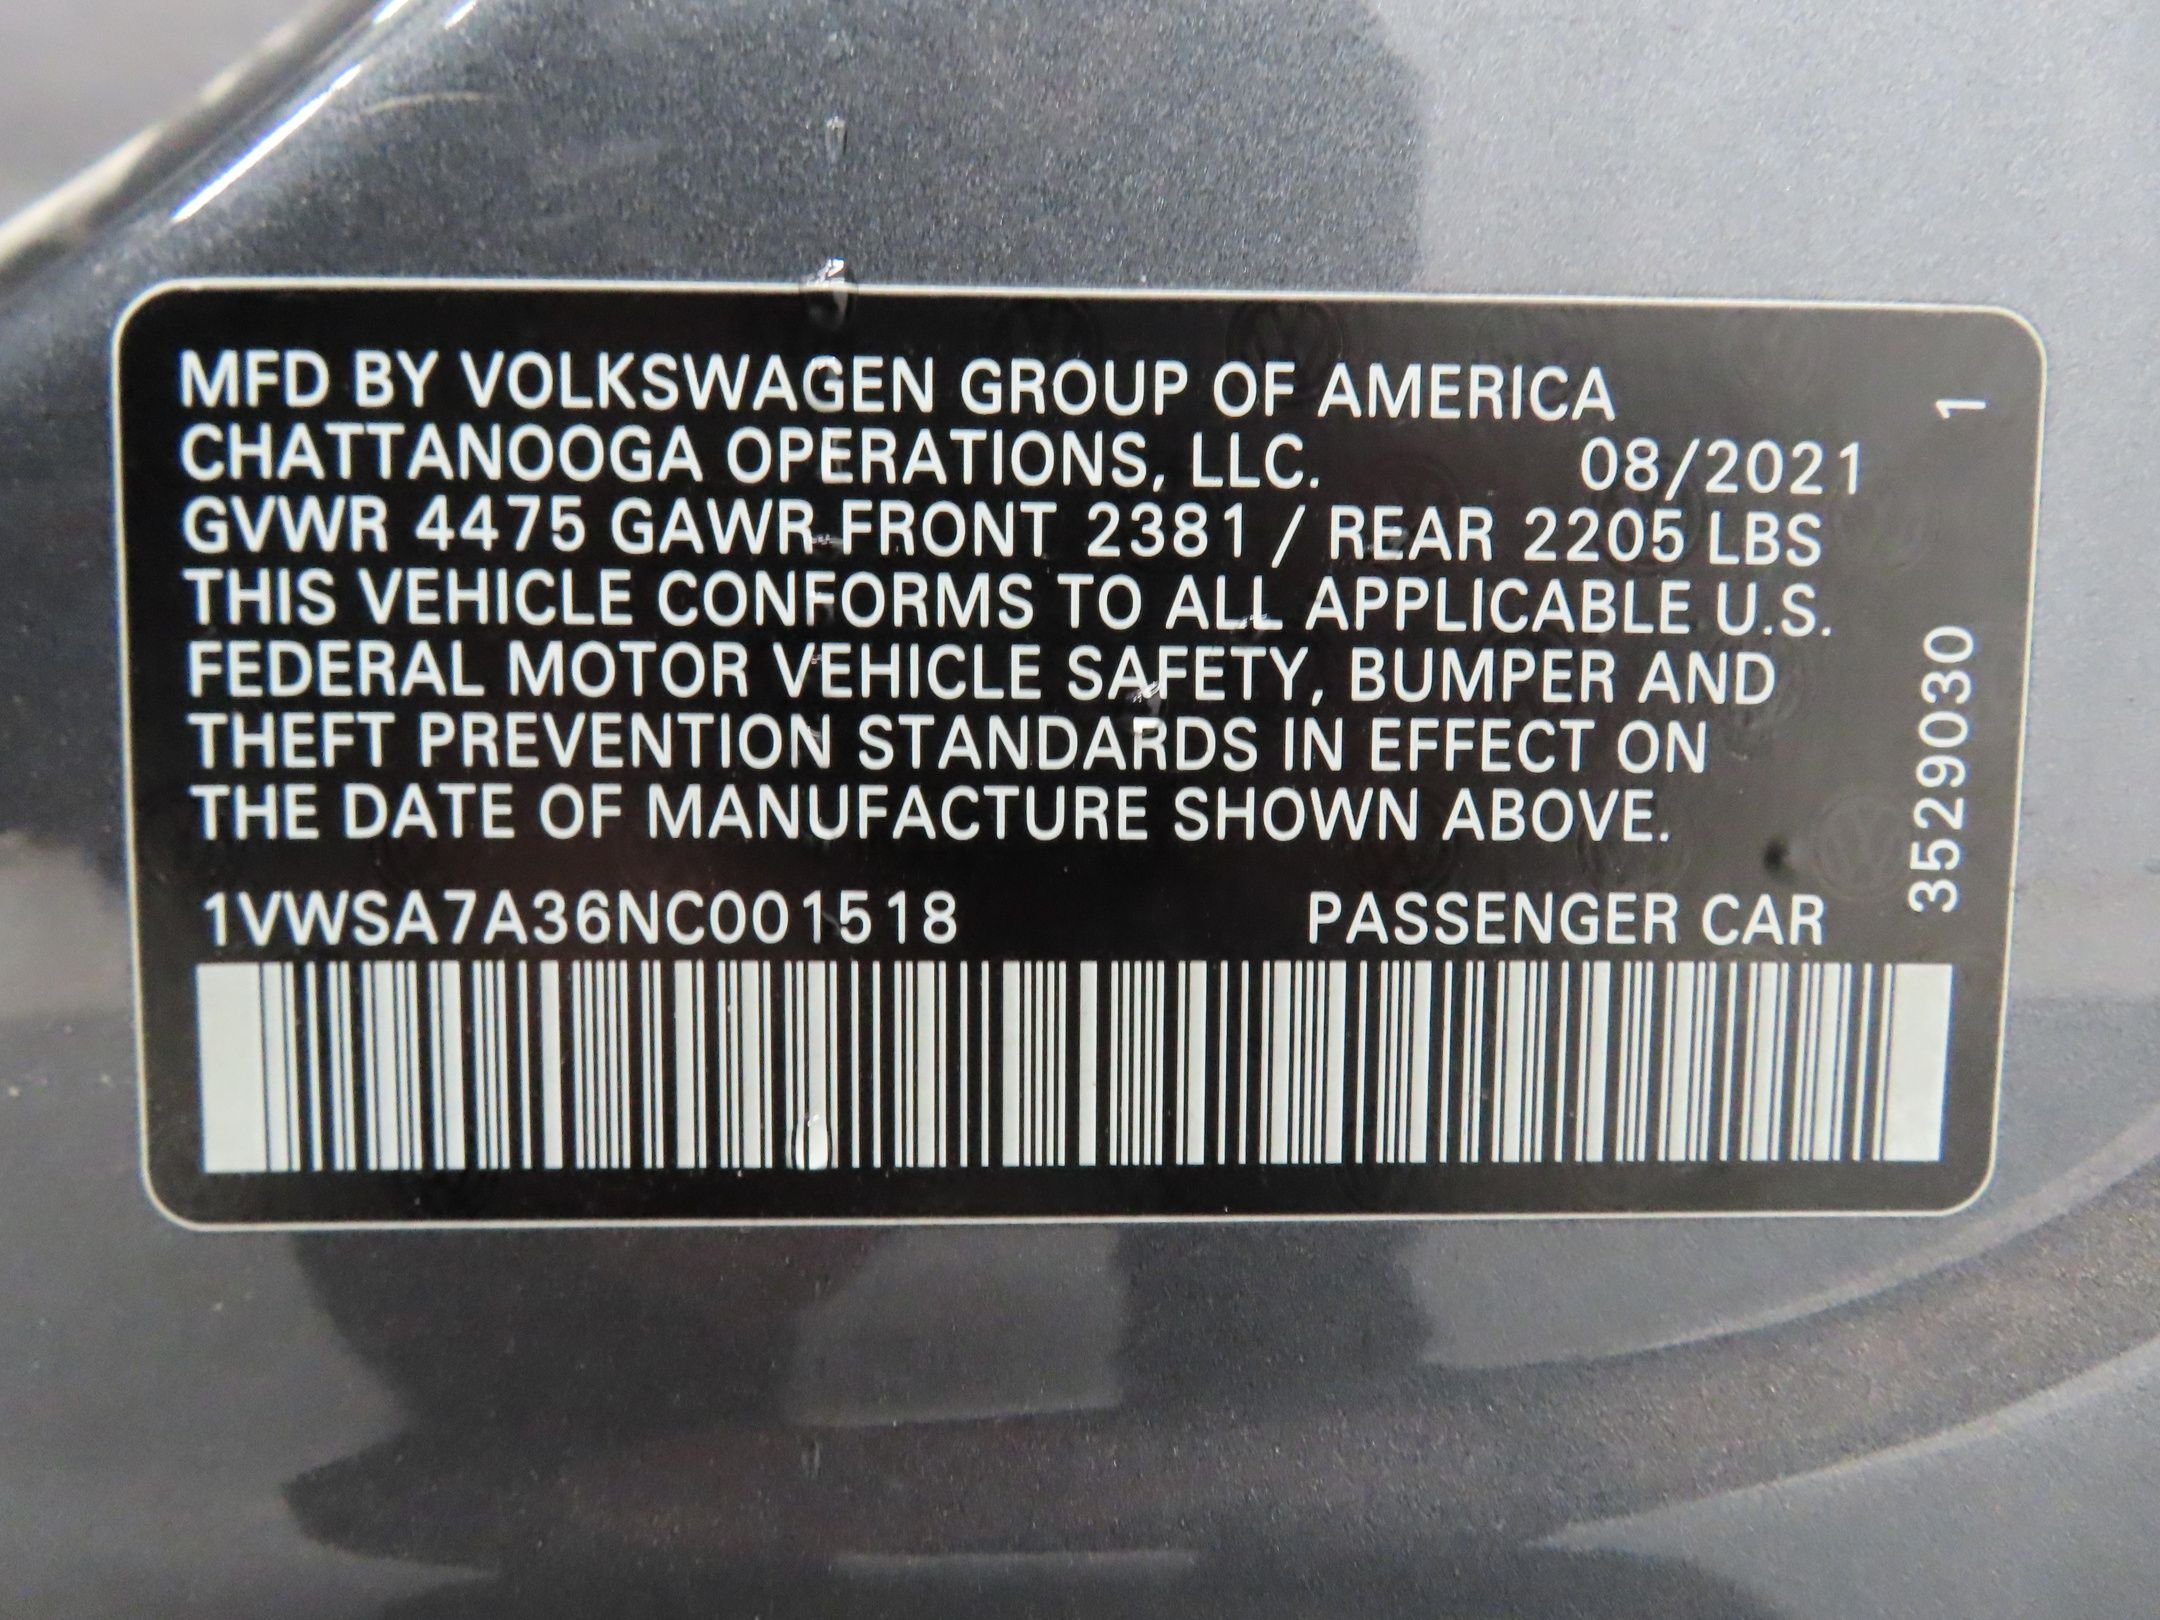 MFD BY VOLKSWAGEN GROUP OF AMERICA
CHATTANOOGA OPERATIONS, LLC. 08/2021
GVWR 4475 GAWR FRONT 2381 / REAR 2205 LBS
THIS VEHICLE CONFORMS TO ALL APPLICABLE U.S.
FEDERAL MOTOR VEHICLE SAFETY, BUMPER AND
THEFT PREVENTION STANDARDS IN EFFECT ON
THE DATE OF MANUFACTURE SHOWN ABOVE.
1VWSA7A36NC001518 PASSENGER CAR
3529030 1